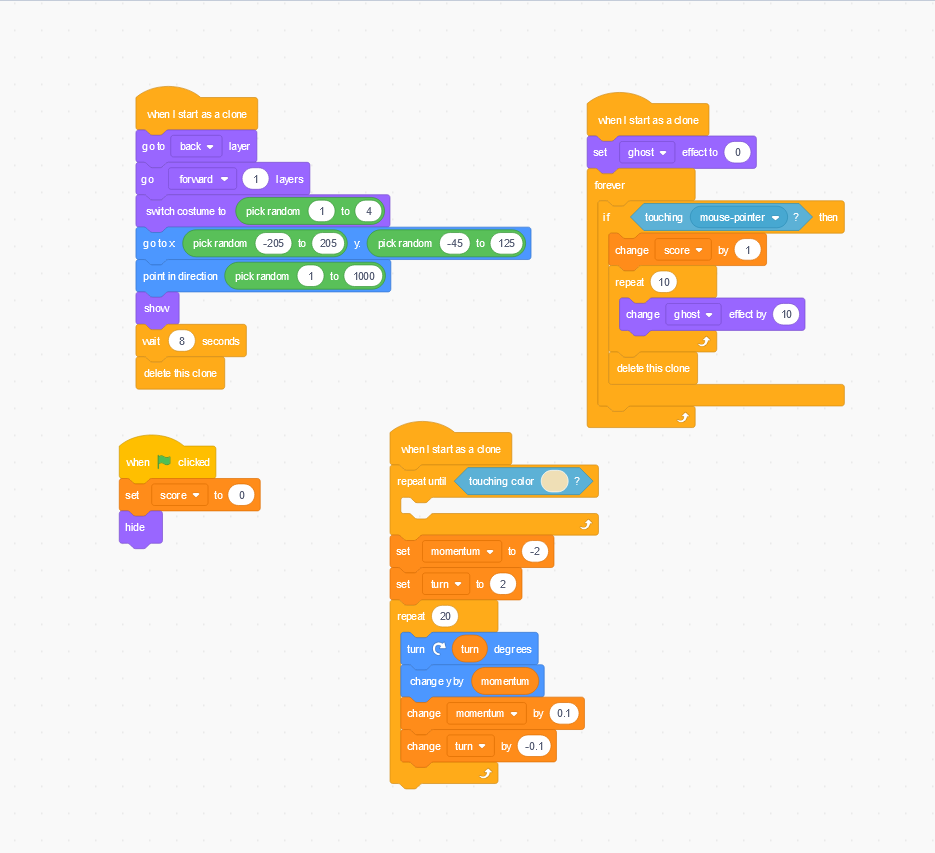 when I start as a clone
go to back layer
go forward 1 layers
switch costume to pick random 1 to 4
go to x pick random -205 to 205 y: pick random -45 to 125
point in direction pick random 1 to 1000
show
wait 8 seconds
delete this clone
when I start as a clone
set ghost effect to 0
forever
if touching mouse-pointer ? then
change score by 1
repeat 10
change ghost effect by 10
delete this clone
when clicked
set score to 0
hide
when I start as a clone
repeat until touching color ?
set momentum to -2
set turn to 2
repeat 20
turn turn degrees
change y by momentum
change momentum by 0.1
change turn by -0.1